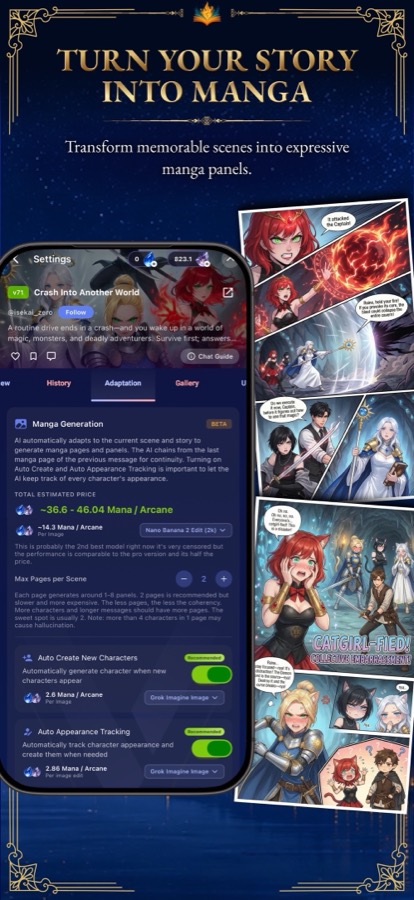 TURN YOUR STORY
INTO MANGA
Transform memorable scenes into expressive
manga panels.
Settings
0
823.1
v71
Crash Into Another World
@isekai_zero
Follow
A routine drive ends in a crash—and you wake up in a world of
magic, monsters, and deadly adventurers. Survive first; answers...
Chat Guide
ew
History
Adaptation
Gallery
U
Manga Generation
BETA
AI automatically adapts to the current scene and story to
generate manga pages and panels. The AI chains from the last
manga page of the previous message for continuity. Turning on
Auto Create and Auto Appearance Tracking is important to let the
AI keep track of every character's appearance.
TOTAL ESTIMATED PRICE
~36.6 - 46.04 Mana / Arcane
~14.3 Mana / Arcane
Per Image
Nano Banana 2 Edit (2k)
This is probably the 2nd best model right now it's very censored but
the performance is comparable to the pro version and its half the
price.
Max Pages per Scene
2
Each page generates around 1-8 panels. 2 pages is recommended but
slower and more expensive. The less pages, the less the coherency.
More characters and longer messages should have more pages. The
sweet spot is usually 2. Note: more than 4 characters in 1 page may
cause hallucination.
Auto Create New Characters
Recommended
Automatically generate character when new
characters appear
2.6 Mana / Arcane
Per image
Grok Imagine Image
Auto Appearance Tracking
Recommended
Automatically track character appearance and
create them when needed
2.86 Mana / Arcane
Per image edit
Grok Imagine Image
It attacked
the Captain!
CATGIRL-FIED!
COLLECTIVE EMBARRASSMENT!